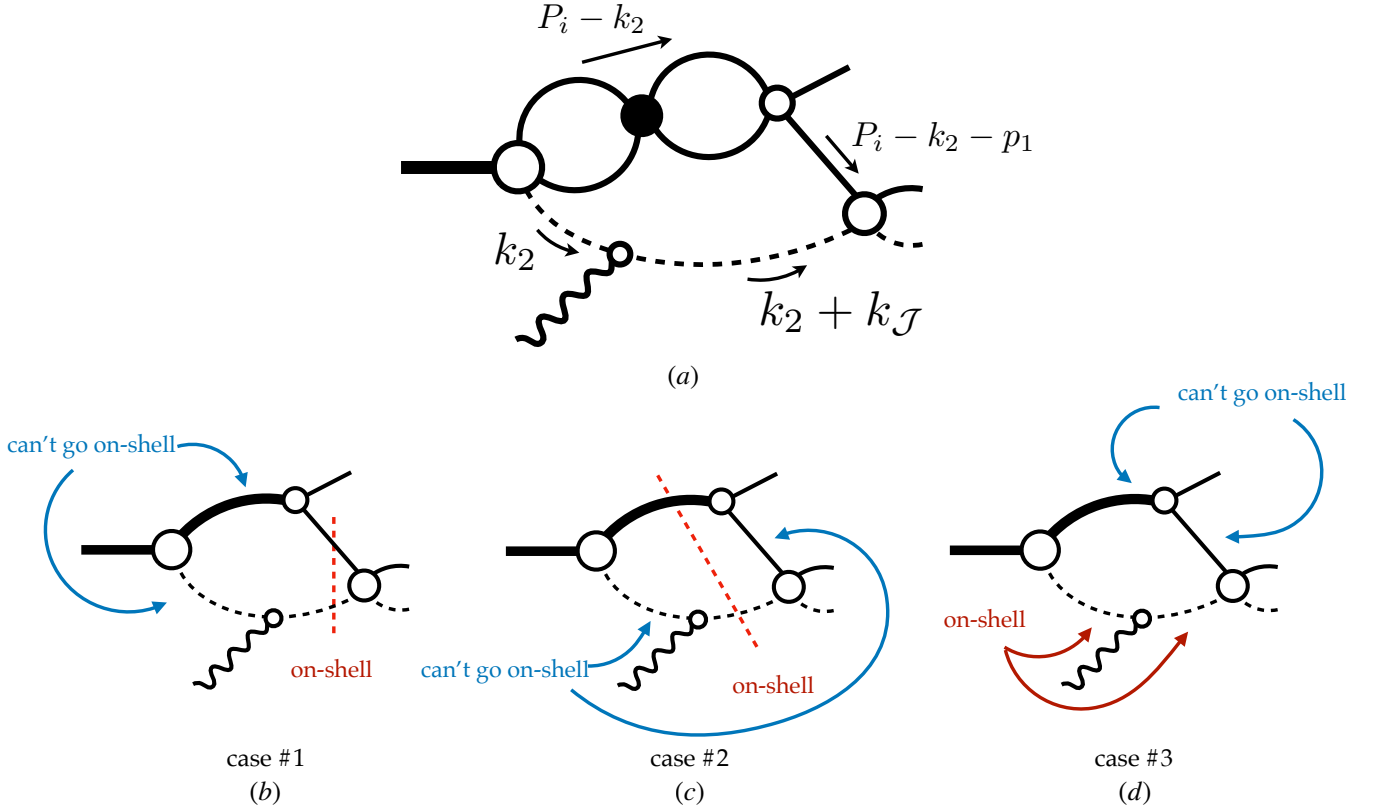 P_i − k_2
P_i − k_2 − p_1
k_2
k_2 + k_𝒥
(a)
can't go on-shell
can't go on-shell
on-shell
on-shell
can't go on-shell
on-shell
case #1
case #2
case #3
(b)
(c)
(d)